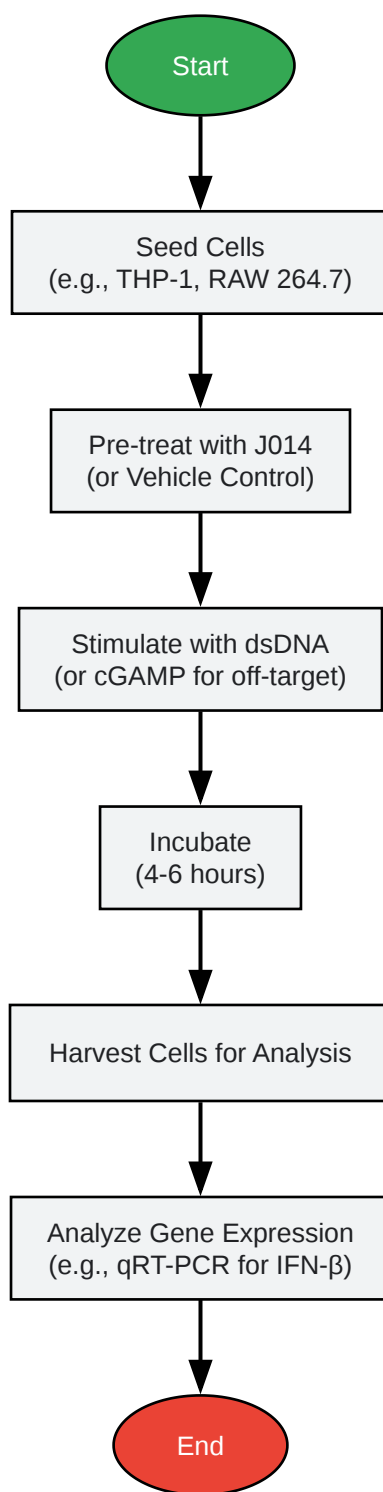 Start
Seed Cells
(e.g., THP-1, RAW 264.7)
Pre-treat with J014
(or Vehicle Control)
Stimulate with dsDNA
(or cGAMP for off-target)
Incubate
(4-6 hours)
Harvest Cells for Analysis
Analyze Gene Expression
(e.g., qRT-PCR for IFN-β)
End